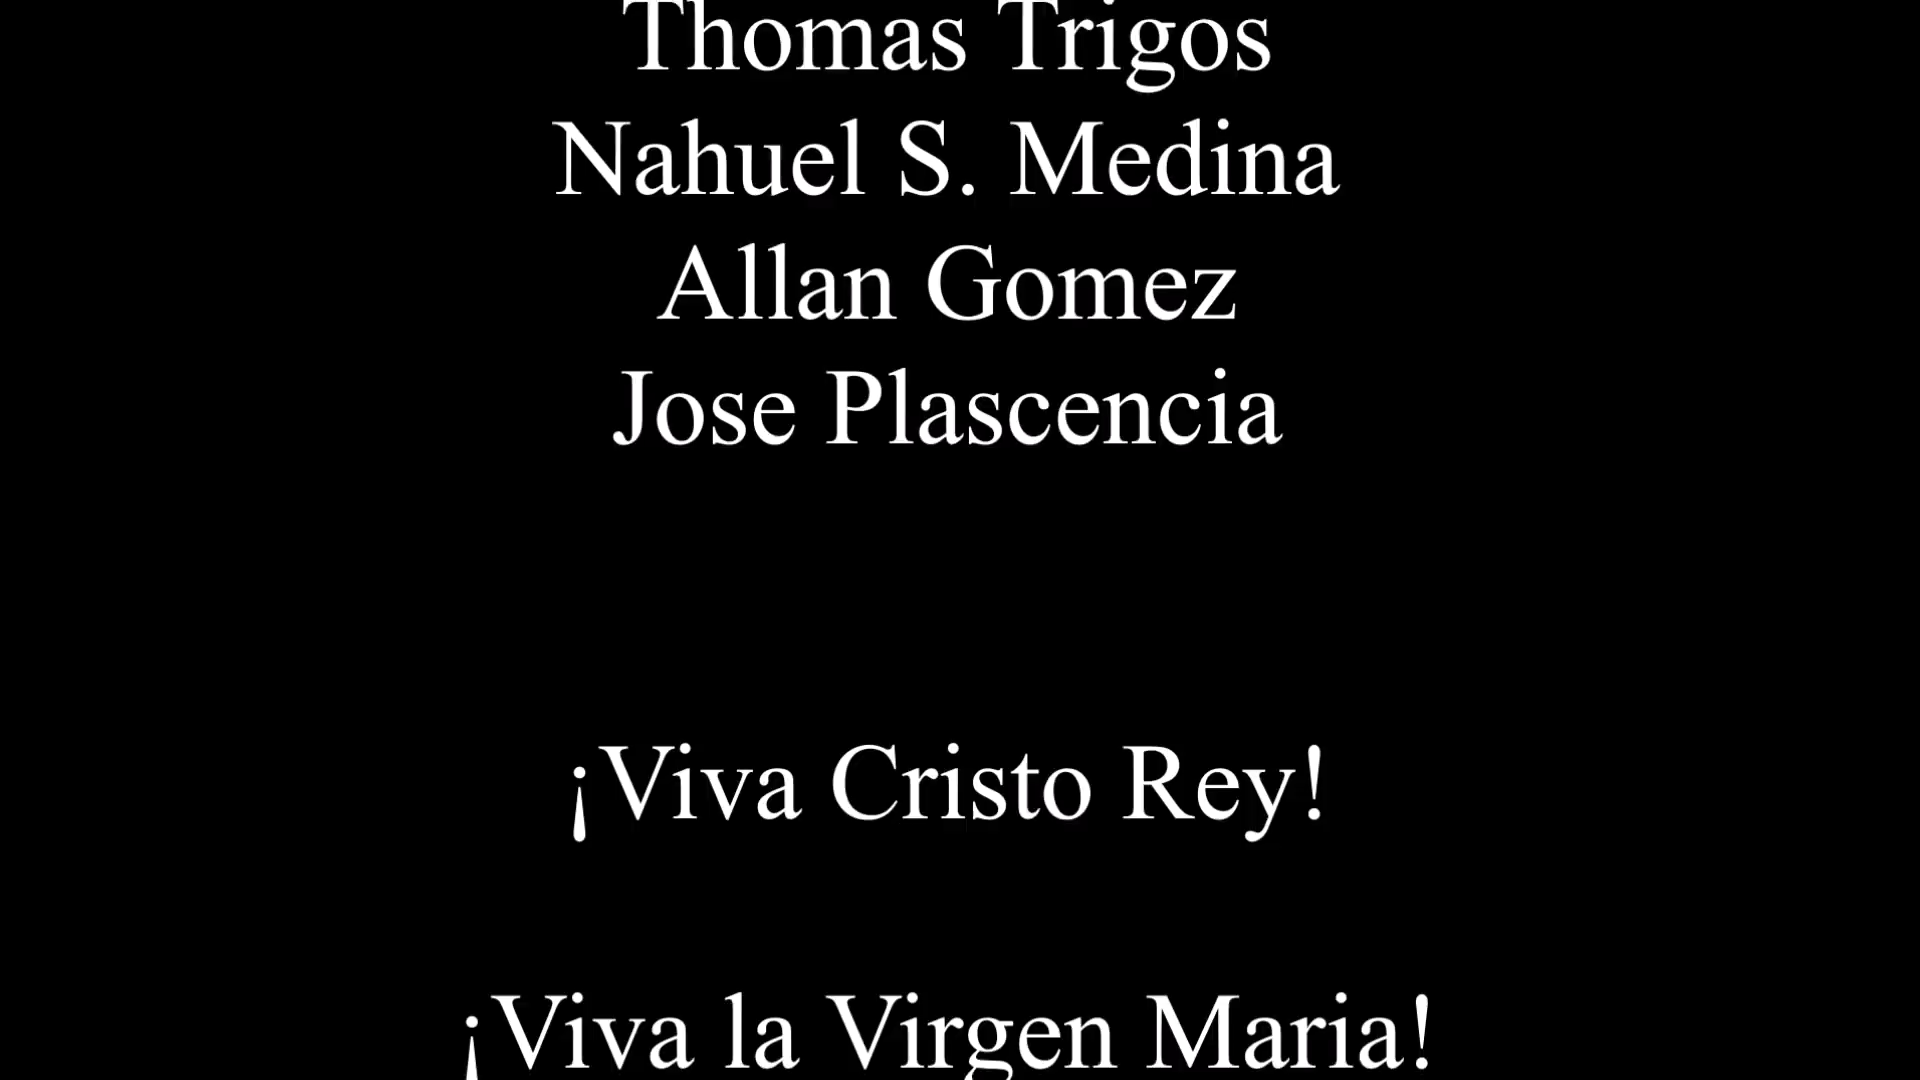 Thomas Trigos
Nahuel S. Medina
Allan Gomez
Jose Plascencia
¡Viva Cristo Rey!
¡Viva la Virgen Maria!